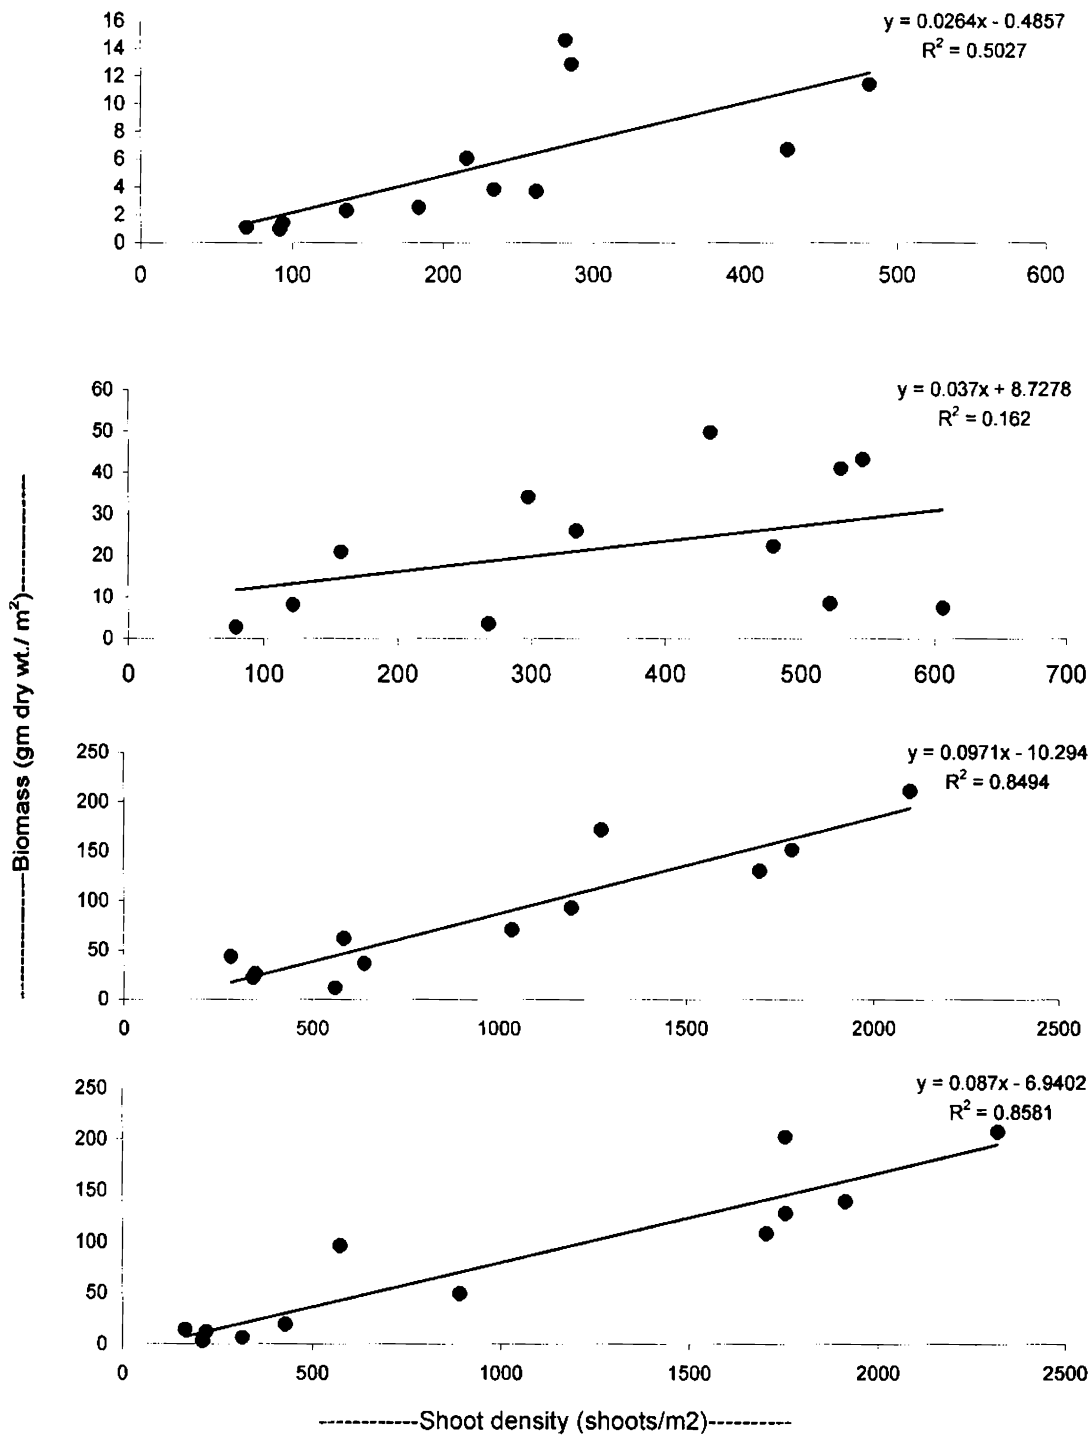 y = 0.0264x - 0.4857
R² = 0.5027
16
14
12
10
8
6
4
2
0
0 100 200 300 400 500 600
y = 0.037x + 8.7278
R² = 0.162
60
50
40
30
20
10
0
0 100 200 300 400 500 600 700
y = 0.0971x - 10.294
R² = 0.8494
250
200
150
100
50
0
0 500 1000 1500 2000 2500
y = 0.087x - 6.9402
R² = 0.8581
250
200
150
100
50
0
0 500 1000 1500 2000 2500
Biomass (gm dry wt./ m²)
Shoot density (shoots/m2)